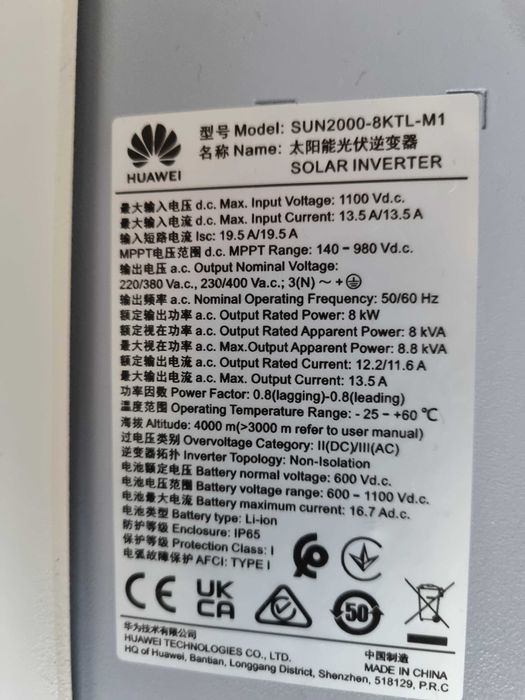 型号 Model: SUN2000-8KTL-M1
名称 Name: 太阳能光伏逆变器
SOLAR INVERTER
HUAWEI
最大输入电压 d.c. Max. Input Voltage: 1100 Vd.c.
最大输入电流 d.c. Max. Input Current: 13.5 A/13.5 A
输入短路电流 Isc: 19.5 A/19.5 A
MPPT电压范围 d.c. MPPT Range: 140 – 980 Vd.c.
输出电压 a.c. Output Nominal Voltage:
220/380 Va.c., 230/400 Va.c.; 3(N) ~ + ⏚
输出频率 a.c. Nominal Operating Frequency: 50/60 Hz
额定输出功率 a.c. Output Rated Power: 8 kW
额定视在功率 a.c. Output Rated Apparent Power: 8 kVA
最大视在功率 a.c. Max.Output Apparent Power: 8.8 kVA
额定输出电流 a.c. Output Rated Current: 12.2/11.6 A
最大输出电流 a.c. Max. Output Current: 13.5 A
功率因数 Power Factor: 0.8(lagging)-0.8(leading)
温度范围 Operating Temperature Range: - 25 – +60 ℃
海拔 Altitude: 4000 m(>3000 m refer to user manual)
过电压类别 Overvoltage Category: II(DC)/III(AC)
逆变器拓扑 Inverter Topology: Non-Isolation
电池额定电压 Battery normal voltage: 600 Vd.c.
电池电压范围 Battery voltage range: 600 – 1100 Vd.c.
电池最大电流 Battery maximum current: 16.7 Ad.c.
电池类型 Battery type: Li-ion
防护等级 Enclosure: IP65
保护等级 Protection Class: I
电弧故障保护 AFCI: TYPE I
CE UK
CA 50
华为技术有限公司
HUAWEI TECHNOLOGIES CO., LTD.
HQ of Huawei, Bantian, Longgang District, Shenzhen, 518129, P.R.C
中国制造
MADE IN CHINA